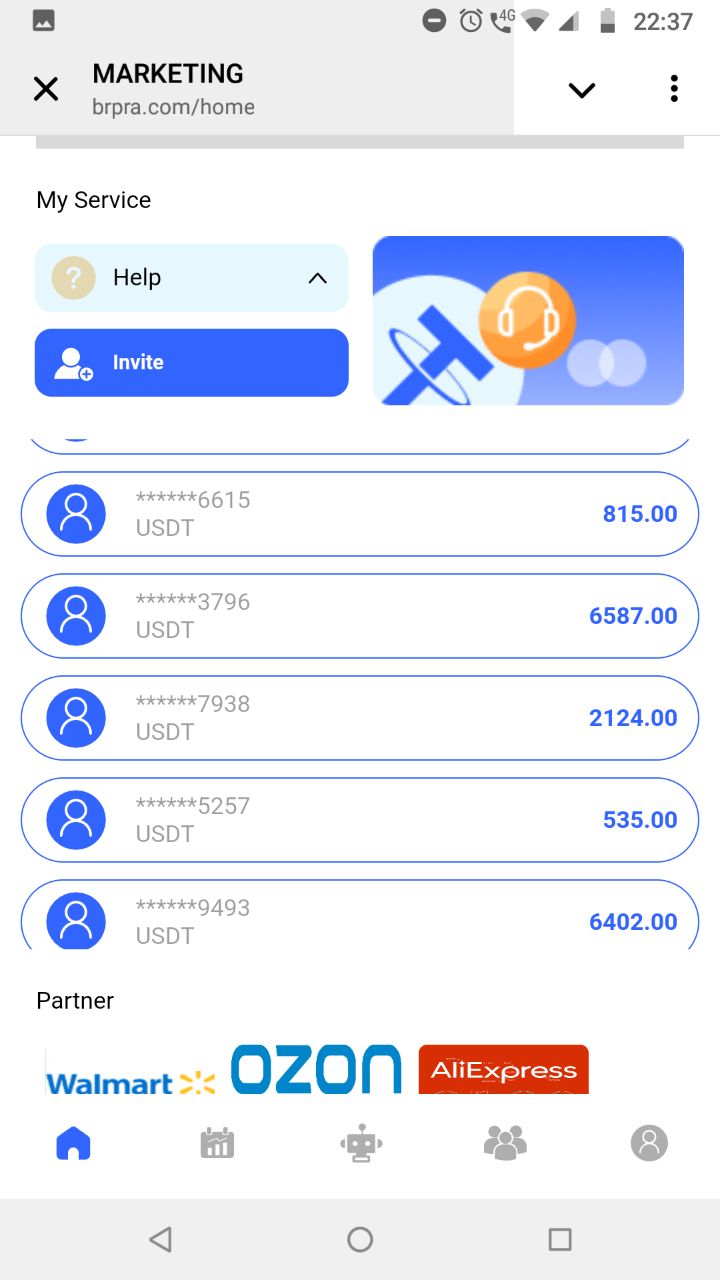 4G
22:37
MARKETING
brpra.com/home
My Service
? Help
Invite
******6615
USDT
815.00
******3796
USDT
6587.00
******7938
USDT
2124.00
******5257
USDT
535.00
******9493
USDT
6402.00
Partner
Walmart
OZON
AliExpress